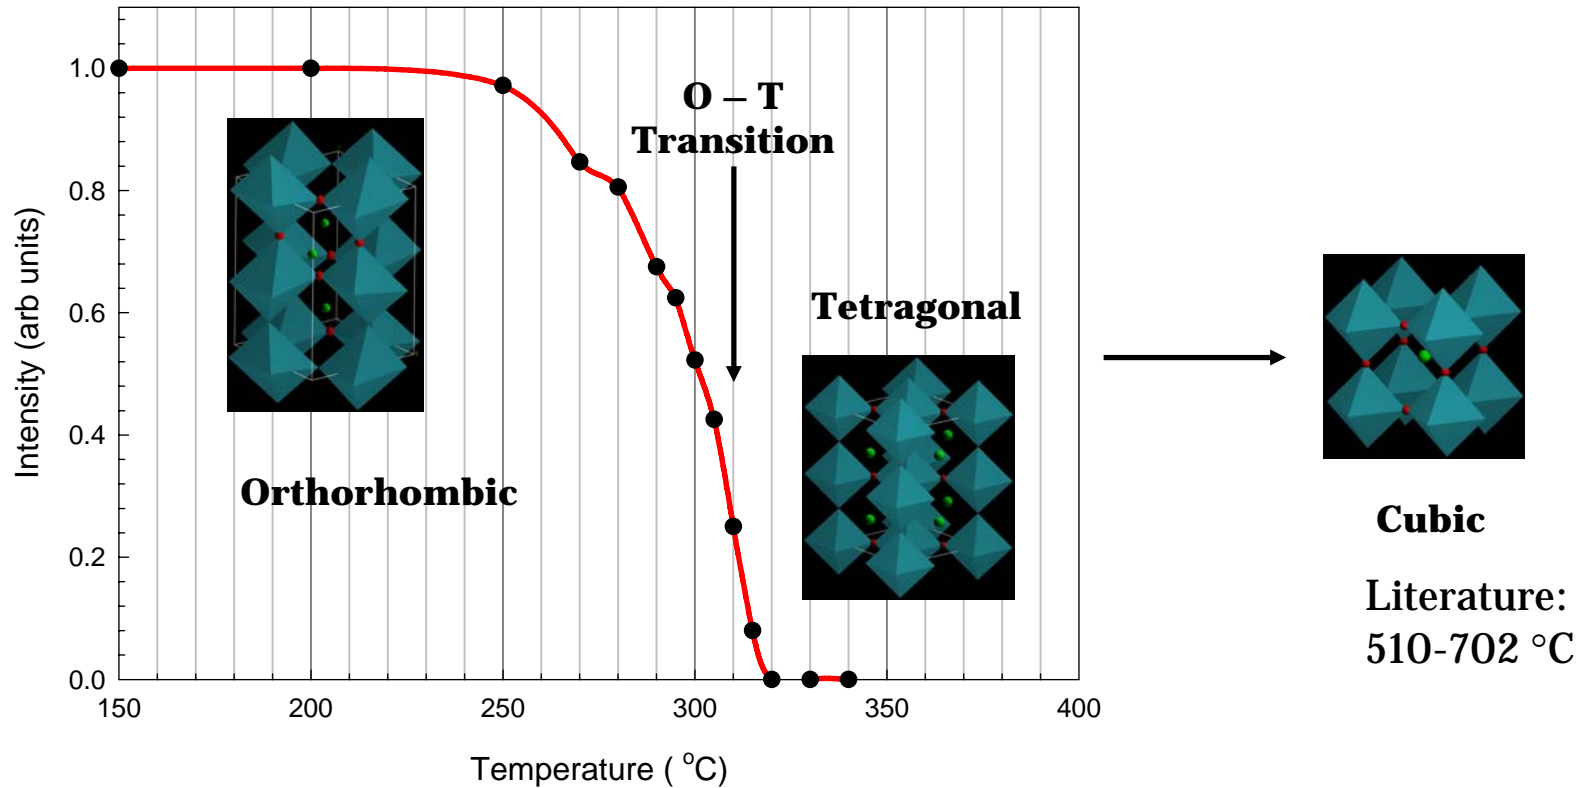 1.0
0.8
0.6
0.4
0.2
0.0
Intensity (arb units)
150 200 250 300 350 400
Temperature ( °C)
O – T
Transition
Orthorhombic
Tetragonal
Cubic
Literature:
510-702 °C